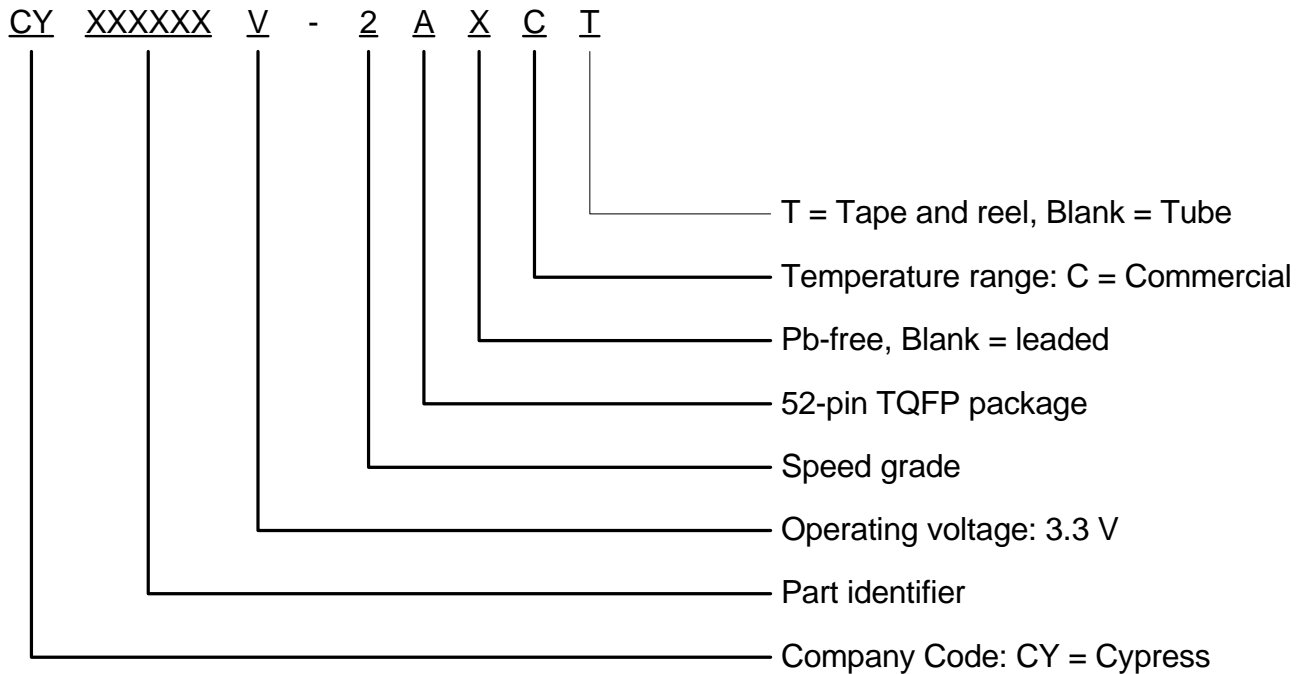 CY XXXXXX V - 2 A X C T
T = Tape and reel, Blank = Tube
Temperature range: C = Commercial
Pb-free, Blank = leaded
52-pin TQFP package
Speed grade
Operating voltage: 3.3 V
Part identifier
Company Code: CY = Cypress